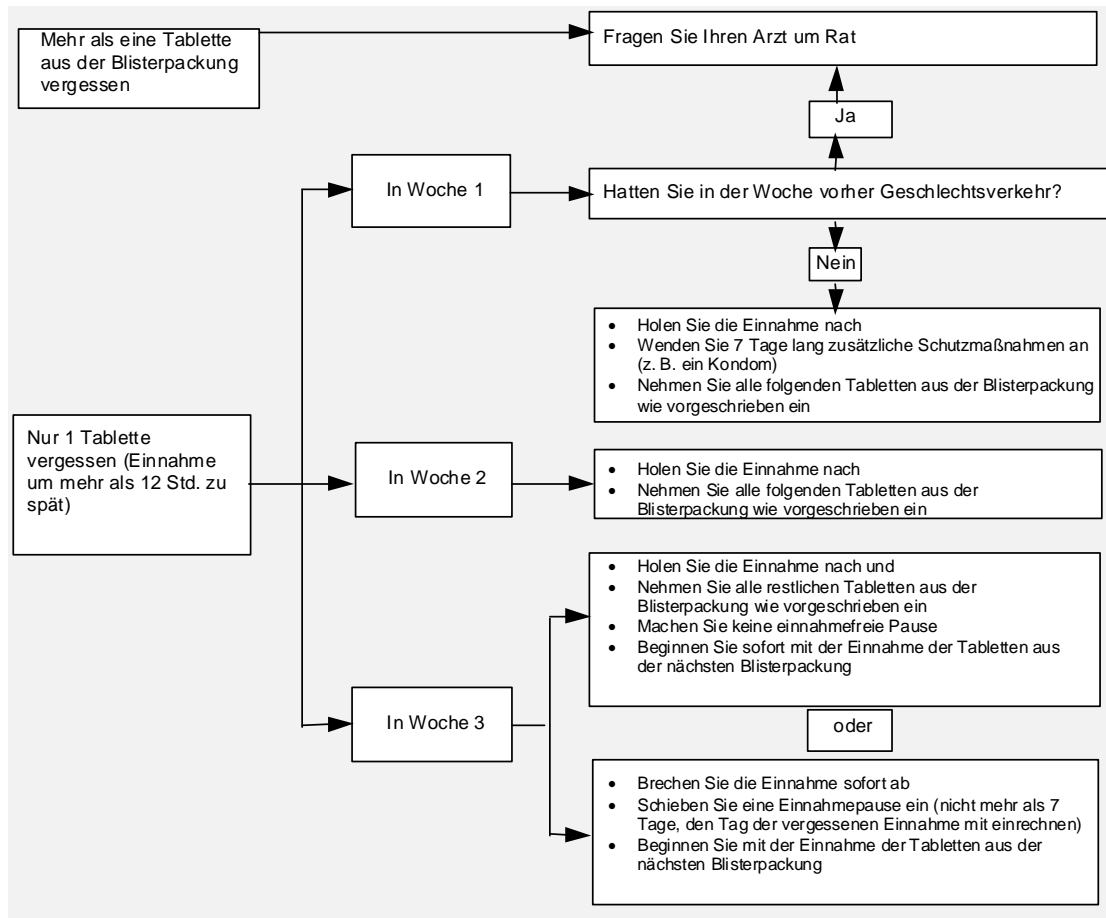 Mehr als eine Tablette
aus der Blisterpackung
vergessen
Fragen Sie Ihren Arzt um Rat
Ja
In Woche 1
Hatten Sie in der Woche vorher Geschlechtsverkehr?
Nein
• Holen Sie die Einnahme nach
• Wenden Sie 7 Tage lang zusätzliche Schutzmaßnahmen an
(z. B. ein Kondom)
• Nehmen Sie alle folgenden Tabletten aus der Blisterpackung
wie vorgeschrieben ein
Nur 1 Tablette
vergessen (Einnahme
um mehr als 12 Std. zu
spät)
In Woche 2
• Holen Sie die Einnahme nach
• Nehmen Sie alle folgenden Tabletten aus der
Blisterpackung wie vorgeschrieben ein
In Woche 3
• Holen Sie die Einnahme nach und
• Nehmen Sie alle restlichen Tabletten aus der
Blisterpackung wie vorgeschrieben ein
• Machen Sie keine einnahmefreie Pause
• Beginnen Sie sofort mit der Einnahme der Tabletten aus
der nächsten Blisterpackung
oder
• Brechen Sie die Einnahme sofort ab
• Schieben Sie eine Einnahmepause ein (nicht mehr als 7
Tage, den Tag der vergessenen Einnahme mit einrechnen)
• Beginnen Sie mit der Einnahme der Tabletten aus der
nächsten Blisterpackung